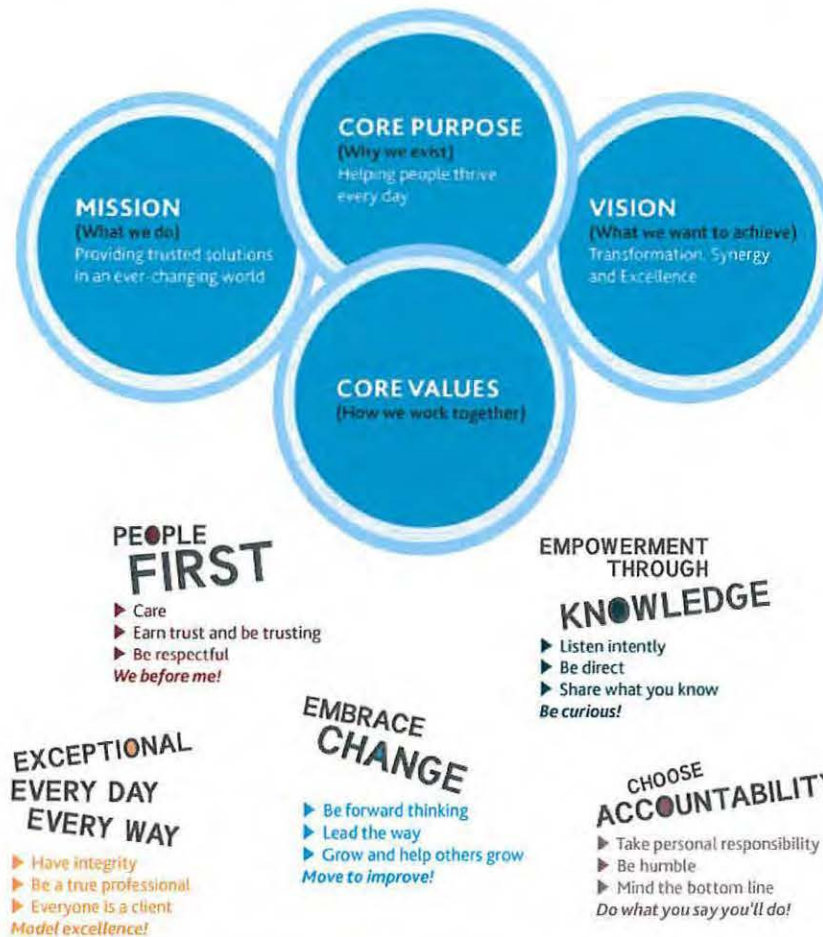 CORE PURPOSE
(Why we exist)
Helping people thrive
every day
MISSION
(What we do)
Providing trusted solutions
in an ever-changing world
VISION
(What we want to achieve)
Transformation, Synergy
and Excellence
CORE VALUES
(How we work together)
PEOPLE
FIRST
▶ Care
▶ Earn trust and be trusting
▶ Be respectful
We before me!
EMPOWERMENT
THROUGH
KNOWLEDGE
▶ Listen intently
▶ Be direct
▶ Share what you know
Be curious!
EXCEPTIONAL
EVERY DAY
EVERY WAY
▶ Have integrity
▶ Be a true professional
▶ Everyone is a client
Model excellence!
EMBRACE
CHANGE
▶ Be forward thinking
▶ Lead the way
▶ Grow and help others grow
Move to improve!
CHOOSE
ACCOUNTABILITY
▶ Take personal responsibility
▶ Be humble
▶ Mind the bottom line
Do what you say you'll do!